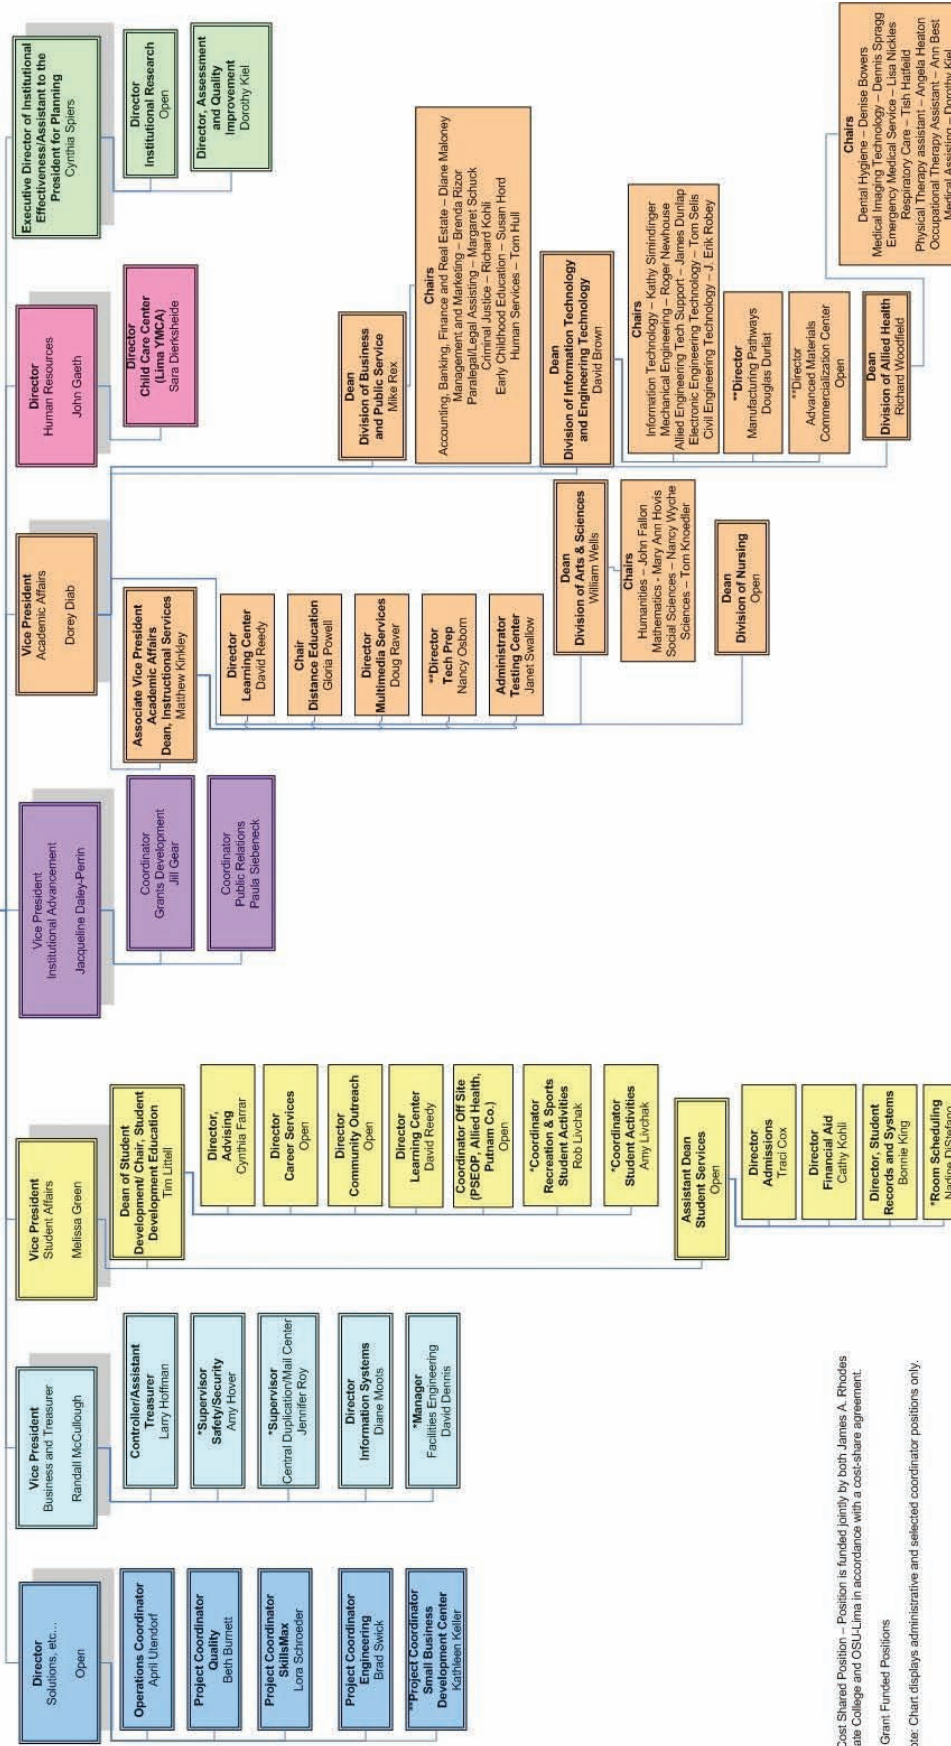 Director
Solutions, etc...
Open
Operations Coordinator
April Utendorf
Project Coordinator
Quality
Beth Burnett
Project Coordinator
SkillsMax
Lora Schroeder
Project Coordinator
Engineering
Brad Swick
**Project Coordinator
Small Business
Development Center
Kathleen Keller
Vice President
Business and Treasurer
Randall McCullough
Controller/Assistant
Treasurer
Larry Hoffman
*Supervisor
Safety/Security
Amy Hover
*Supervisor
Central Duplication/Mail Center
Jennifer Roy
Director
Information Systems
Diane Moots
*Manager
Facilities Engineering
David Dennis
Vice President
Student Affairs
Melissa Green
Dean of Student
Development/ Chair, Student
Development Education
Tim Littell
Director,
Advising
Cynthia Farrar
Director
Career Services
Open
Director
Community Outreach
Open
Director
Learning Center
David Reedy
Coordinator Off Site
(PSEOP, Allied Health,
Putnam Co.)
Open
*Coordinator
Recreation & Sports
Student Activities
Rob Livchak
*Coordinator
Student Activities
Amy Livchak
Assistant Dean
Student Services
Open
Director
Admissions
Traci Cox
Director
Financial Aid
Cathy Kohli
Director, Student
Records and Systems
Bonnie King
*Room Scheduling
Nadine DiStefano
Vice President
Institutional Advancement
Jacqueline Daley-Perrin
Coordinator
Grants Development
Jill Gear
Coordinator
Public Relations
Paula Siebeneck
Vice President
Academic Affairs
Dorey Diab
Associate Vice President
Academic Affairs
Dean, Instructional Services
Matthew Kinkley
Director
Learning Center
David Reedy
Chair
Distance Education
Gloria Powell
Director
Multimedia Services
Doug Raver
**Director
Tech Prep
Nancy Osborn
Administrator
Testing Center
Janet Swallow
Dean
Division of Arts & Sciences
William Wells
Chairs
Humanities – John Fallon
Mathematics - Mary Ann Hovis
Social Sciences – Nancy Wyche
Sciences – Tom Knoedler
Dean
Division of Nursing
Open
Dean
Division of Business
and Public Service
Mike Rex
Chairs
Accounting, Banking, Finance and Real Estate – Diane Maloney
Management and Marketing – Brenda Rizor
Paralegal/Legal Assisting – Margaret Schuck
Criminal Justice – Richard Kohli
Early Childhood Education – Susan Hord
Human Services – Tom Hull
Dean
Division of Information Technology
and Engineering Technology
David Brown
Chairs
Information Technology – Kathy Simindinger
Mechanical Engineering – Roger Newhouse
Allied Engineering Tech Support – James Dunlap
Electronic Engineering Technology – Tom Sells
Civil Engineering Technology – J. Erik Robey
**Director
Manufacturing Pathways
Douglas Durliat
**Director
Advanced Materials
Commercialization Center
Open
Dean
Division of Allied Health
Richard Woodfield
Chairs
Dental Hygiene – Denise Bowers
Medical Imaging Technology – Dennis Spragg
Emergency Medical Service – Lisa Nickles
Respiratory Care – Tish Hatfeild
Physical Therapy assistant – Angela Heaton
Occupational Therapy Assistant – Ann Best
Medical Assisting – Dorothy Kiel
Director
Human Resources
John Gaeth
Director
Child Care Center
(Lima YMCA)
Sara Dierksheide
Executive Director of Institutional
Effectiveness/Assistant to the
President for Planning
Cynthia Spiers
Director
Institutional Research
Open
Director, Assessment
and Quality
Improvement
Dorothy Kiel
Cost Shared Position – Position is funded jointly by both James A. Rhodes
ate College and OSU-Lima in accordance with a cost-share agreement.
Grant Funded Positions
ote: Chart displays administrative and selected coordinator positions only.